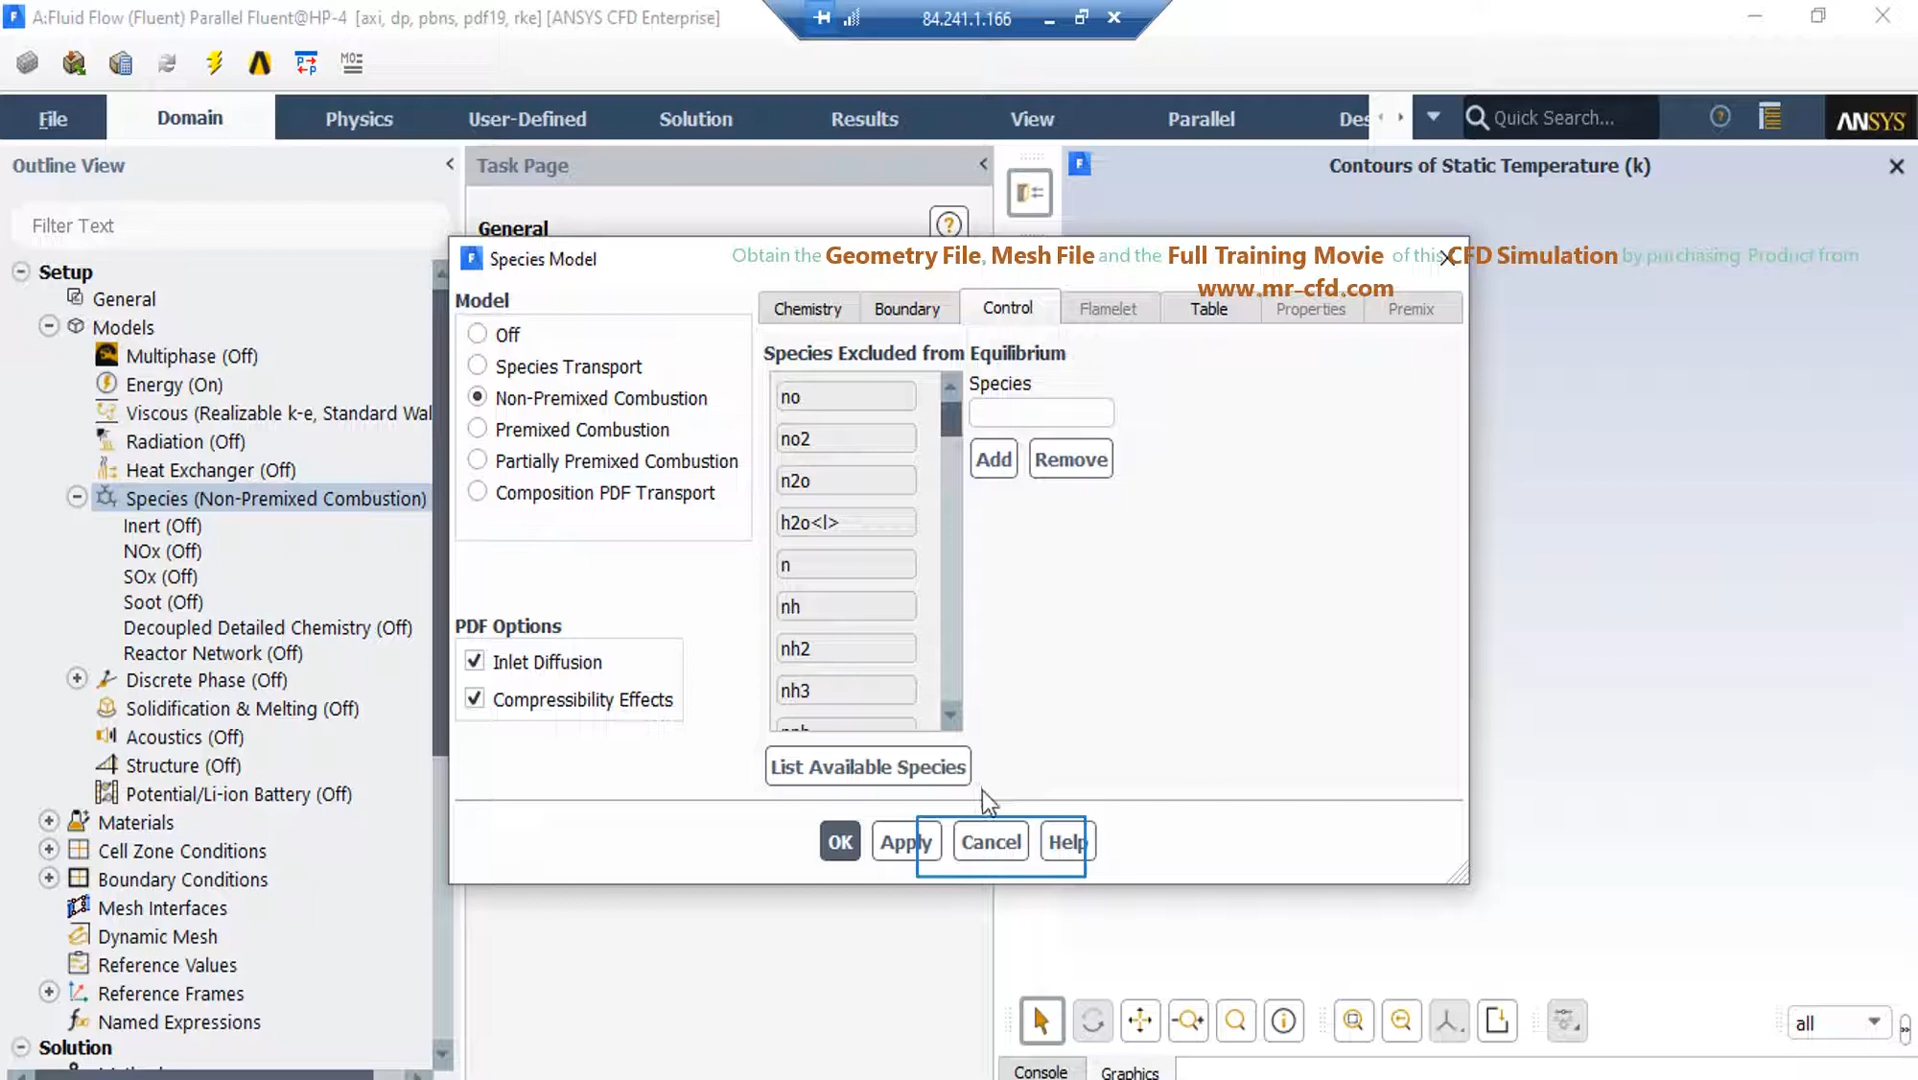 A:Fluid Flow (Fluent) Parallel Fluent@HP-4 [axi, dp, pbns, pdf19, rke] [ANSYS CFD Enterprise]
84.241.1.166
File
Domain
Physics
User-Defined
Solution
Results
View
Parallel
Des
Quick Search...
ANSYS
Outline View
Task Page
Contours of Static Temperature (k)
Filter Text
General
Setup
General
Models
Multiphase (Off)
Energy (On)
Viscous (Realizable k-e, Standard Wal
Radiation (Off)
Heat Exchanger (Off)
Species (Non-Premixed Combustion)
Inert (Off)
NOx (Off)
SOx (Off)
Soot (Off)
Decoupled Detailed Chemistry (Off)
Reactor Network (Off)
Discrete Phase (Off)
Solidification & Melting (Off)
Acoustics (Off)
Structure (Off)
Potential/Li-ion Battery (Off)
Materials
Cell Zone Conditions
Boundary Conditions
Mesh Interfaces
Dynamic Mesh
Reference Values
Reference Frames
Named Expressions
Solution
Species Model
Obtain the Geometry File, Mesh File and the Full Training Movie of this CFD Simulation by purchasing Product from
www.mr-cfd.com
Model
Off
Species Transport
Non-Premixed Combustion
Premixed Combustion
Partially Premixed Combustion
Composition PDF Transport
PDF Options
Inlet Diffusion
Compressibility Effects
Chemistry
Boundary
Control
Flamelet
Table
Properties
Premix
Species Excluded from Equilibrium
Species
no
no2
n2o
h2o<l>
n
nh
nh2
nh3
Add
Remove
List Available Species
OK
Apply
Cancel
Help
all
Console
Graphics